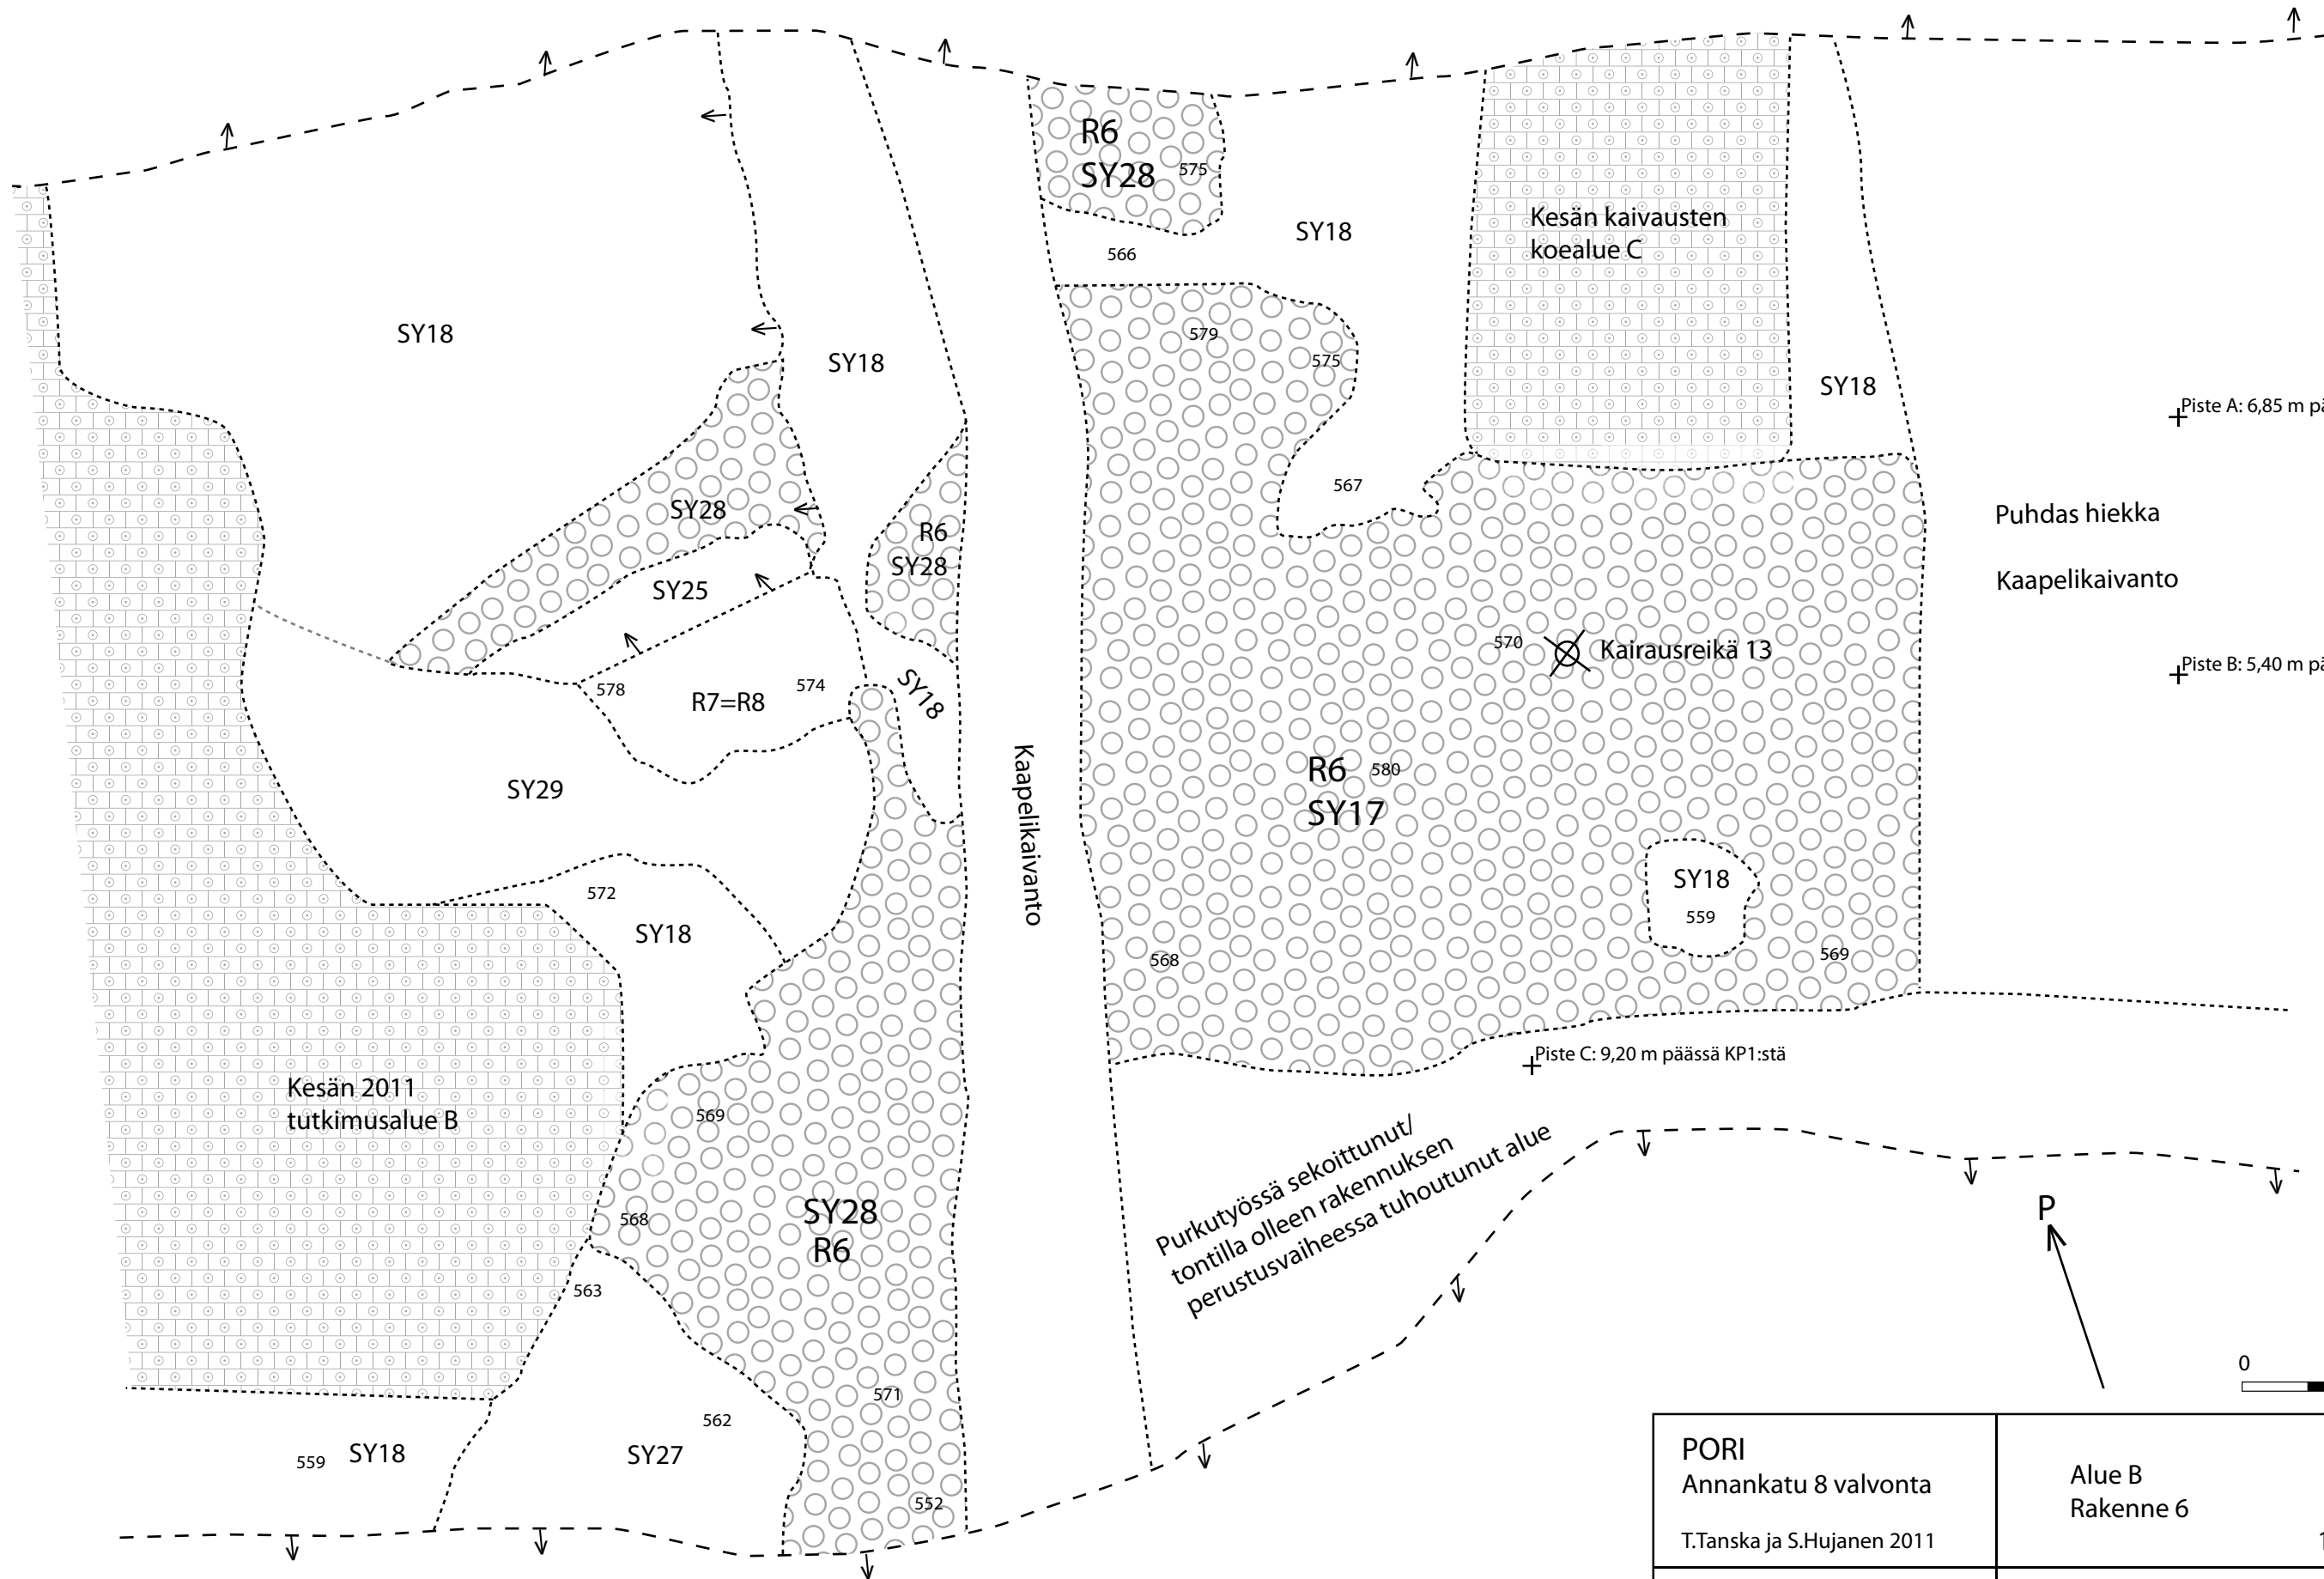 R6
SY28
575
SY18
566
Kesän kaivausten
koealue C
SY18
SY18
579
575
SY18
Piste A: 6,85 m pä
SY28
567
R6
SY28
Puhdas hiekka
Kaapelikaivanto
SY25
570
Kairausreikä 13
Piste B: 5,40 m pä
578
R7=R8
574
SY18
SY29
Kaapelikaivanto
R6
580
SY17
572
SY18
SY18
559
568
569
Kesän 2011
tutkimusalue B
569
Piste C: 9,20 m päässä KP1:stä
568
SY28
R6
Purkutyössä sekoittunut/
tontilla olleen rakennuksen
perustusvaiheessa tuhoutunut alue
P
563
571
562
559
SY18
SY27
552
0
PORI
Annankatu 8 valvonta
T.Tanska ja S.Hujanen 2011
Alue B
Rakenne 6